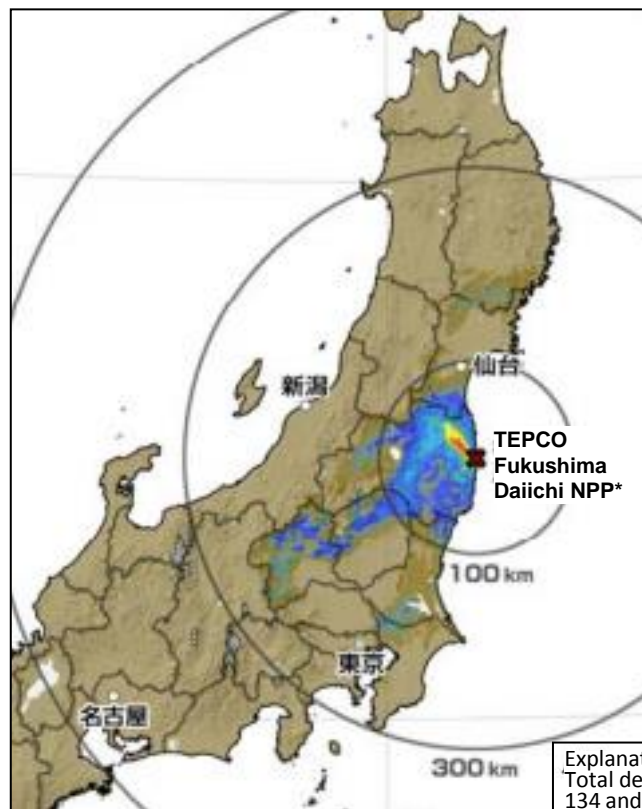 仙台
新潟
TEPCO
Fukushima
Daiichi NPP*
100 km
東京
名古屋
300 km
Explanat
Total de
134 and